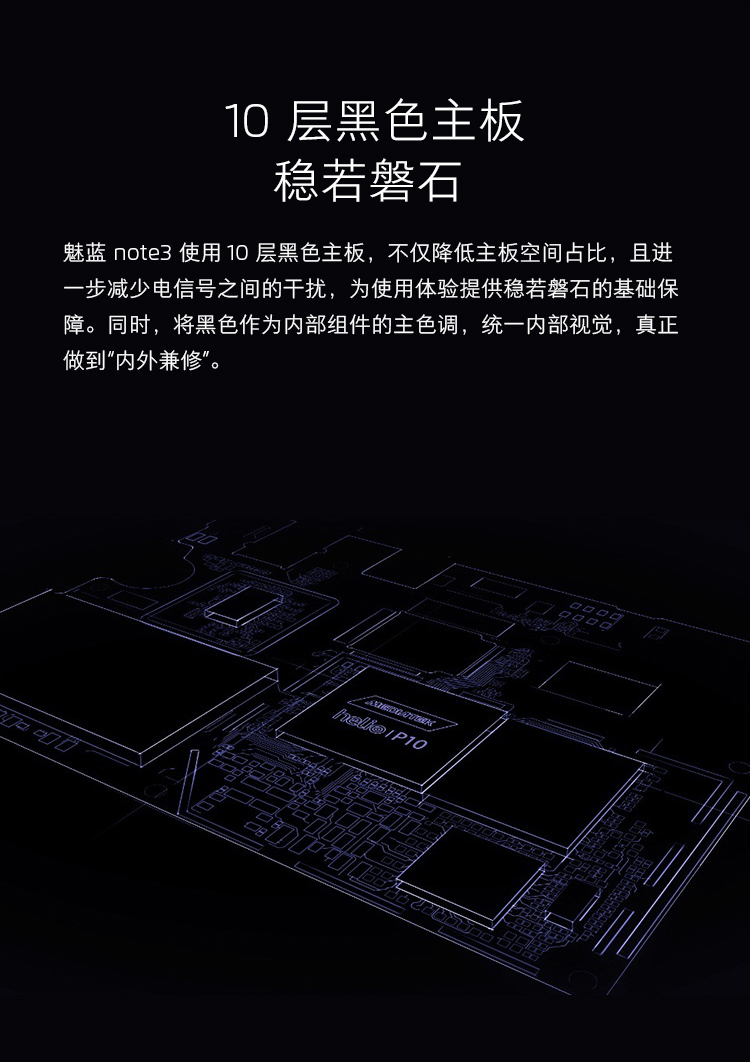 10 层黑色主板
稳若磐石
魅蓝 note3 使用 10 层黑色主板，不仅降低主板空间占比，且进
一步减少电信号之间的干扰，为使用体验提供稳若磐石的基础保
障。同时，将黑色作为内部组件的主色调，统一内部视觉，真正
做到“内外兼修”。
MEDIATEK
helio | P10